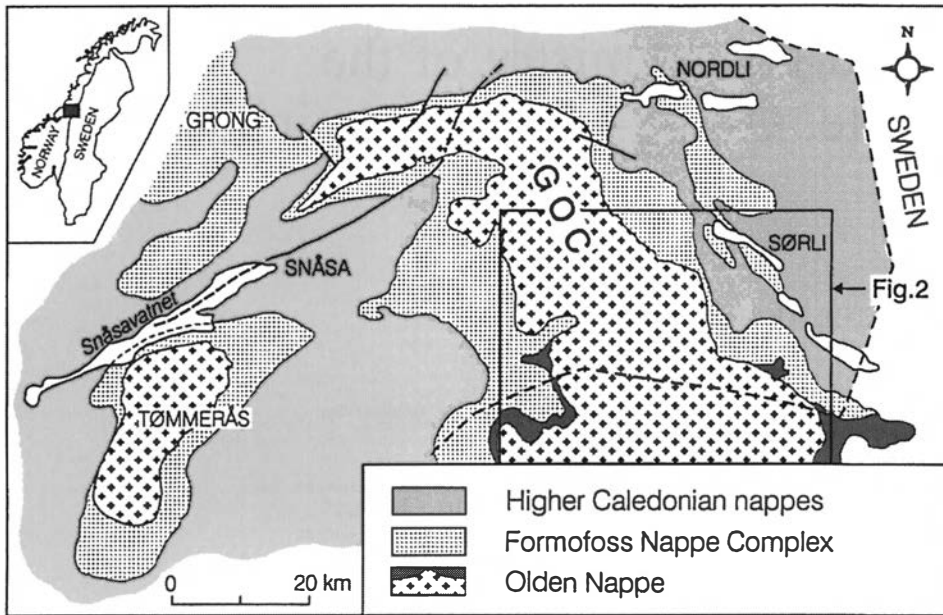 NORWAY
SWEDEN
N
NORDLI
GRONG
SWEDEN
GOC
SØRLI
SNÅSA
Fig.2
Snåsavatnet
TØMMERÅS
Higher Caledonian nappes
Formofoss Nappe Complex
Olden Nappe
0 20 km